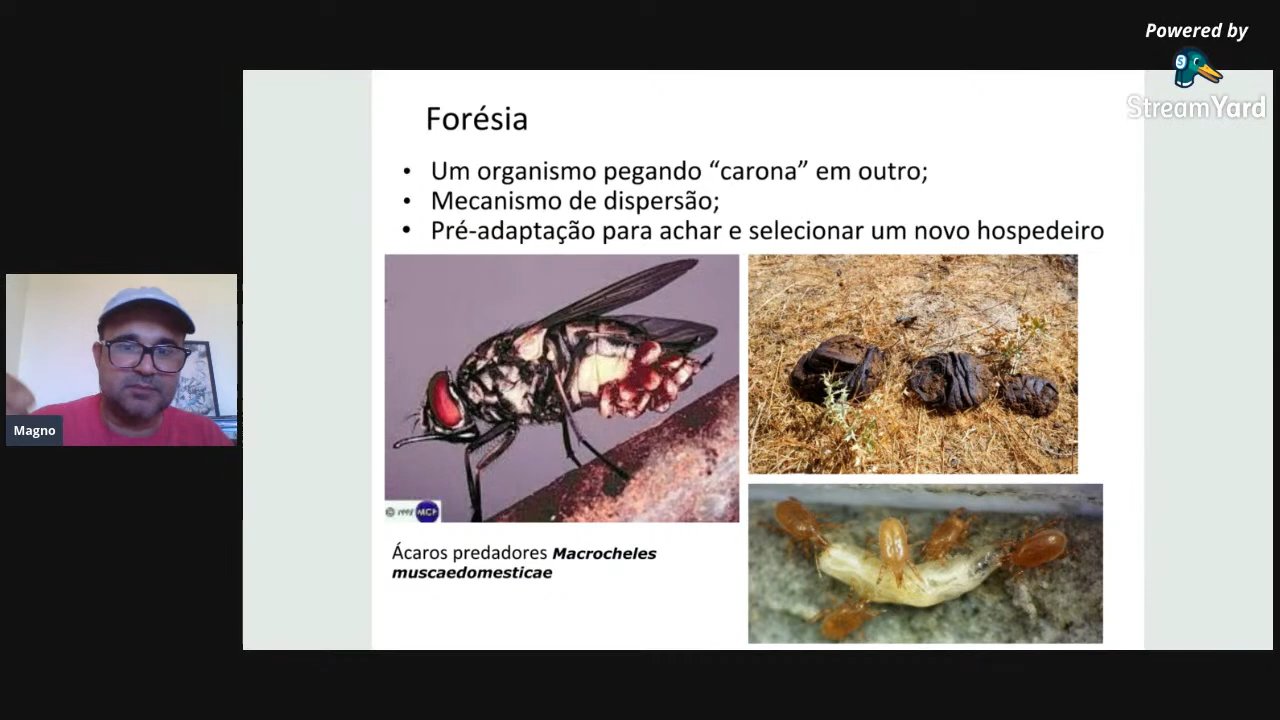 Powered by
StreamYard
Forésia
• Um organismo pegando “carona” em outro;
• Mecanismo de dispersão;
• Pré-adaptação para achar e selecionar um novo hospedeiro
Magno
Ácaros predadores Macrocheles
muscaedomesticae